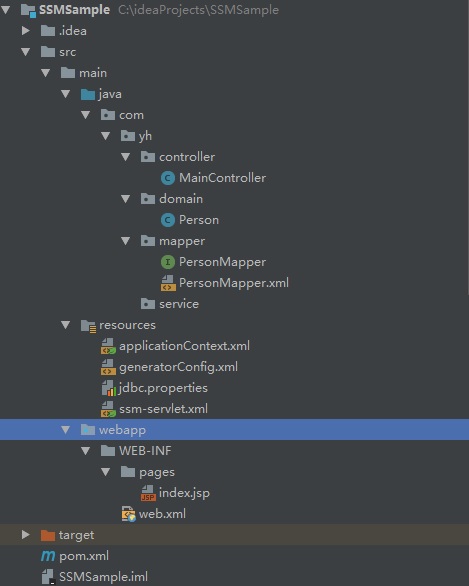 SSMSample C:\ideaProjects\SSMSample
.idea
src
main
java
com
yh
controller
MainController
domain
Person
mapper
PersonMapper
PersonMapper.xml
service
resources
applicationContext.xml
generatorConfig.xml
jdbc.properties
ssm-servlet.xml
webapp
WEB-INF
pages
index.jsp
web.xml
target
pom.xml
SSMSample.iml